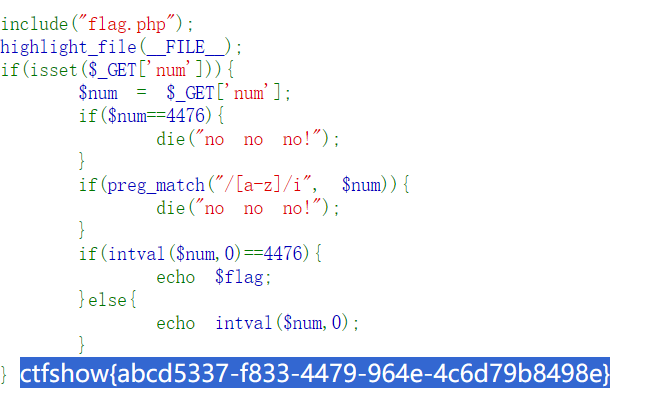 include("flag.php");
highlight_file(__FILE__);
if(isset($_GET['num'])){
        $num  =  $_GET['num'];
        if($num==4476){
                die("no  no  no!");
        }
        if(preg_match("/[a-z]/i",  $num)){
                die("no  no  no!");
        }
        if(intval($num,0)==4476){
                echo  $flag;
        }else{
                echo  intval($num,0);
        }
} ctfshow{abcd5337-f833-4479-964e-4c6d79b8498e}